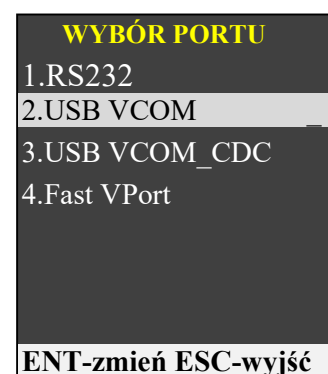 WYBÓR PORTU
1.RS232
2.USB VCOM _
3.USB VCOM_CDC
4.Fast VPort
ENT-zmień ESC-wyjść